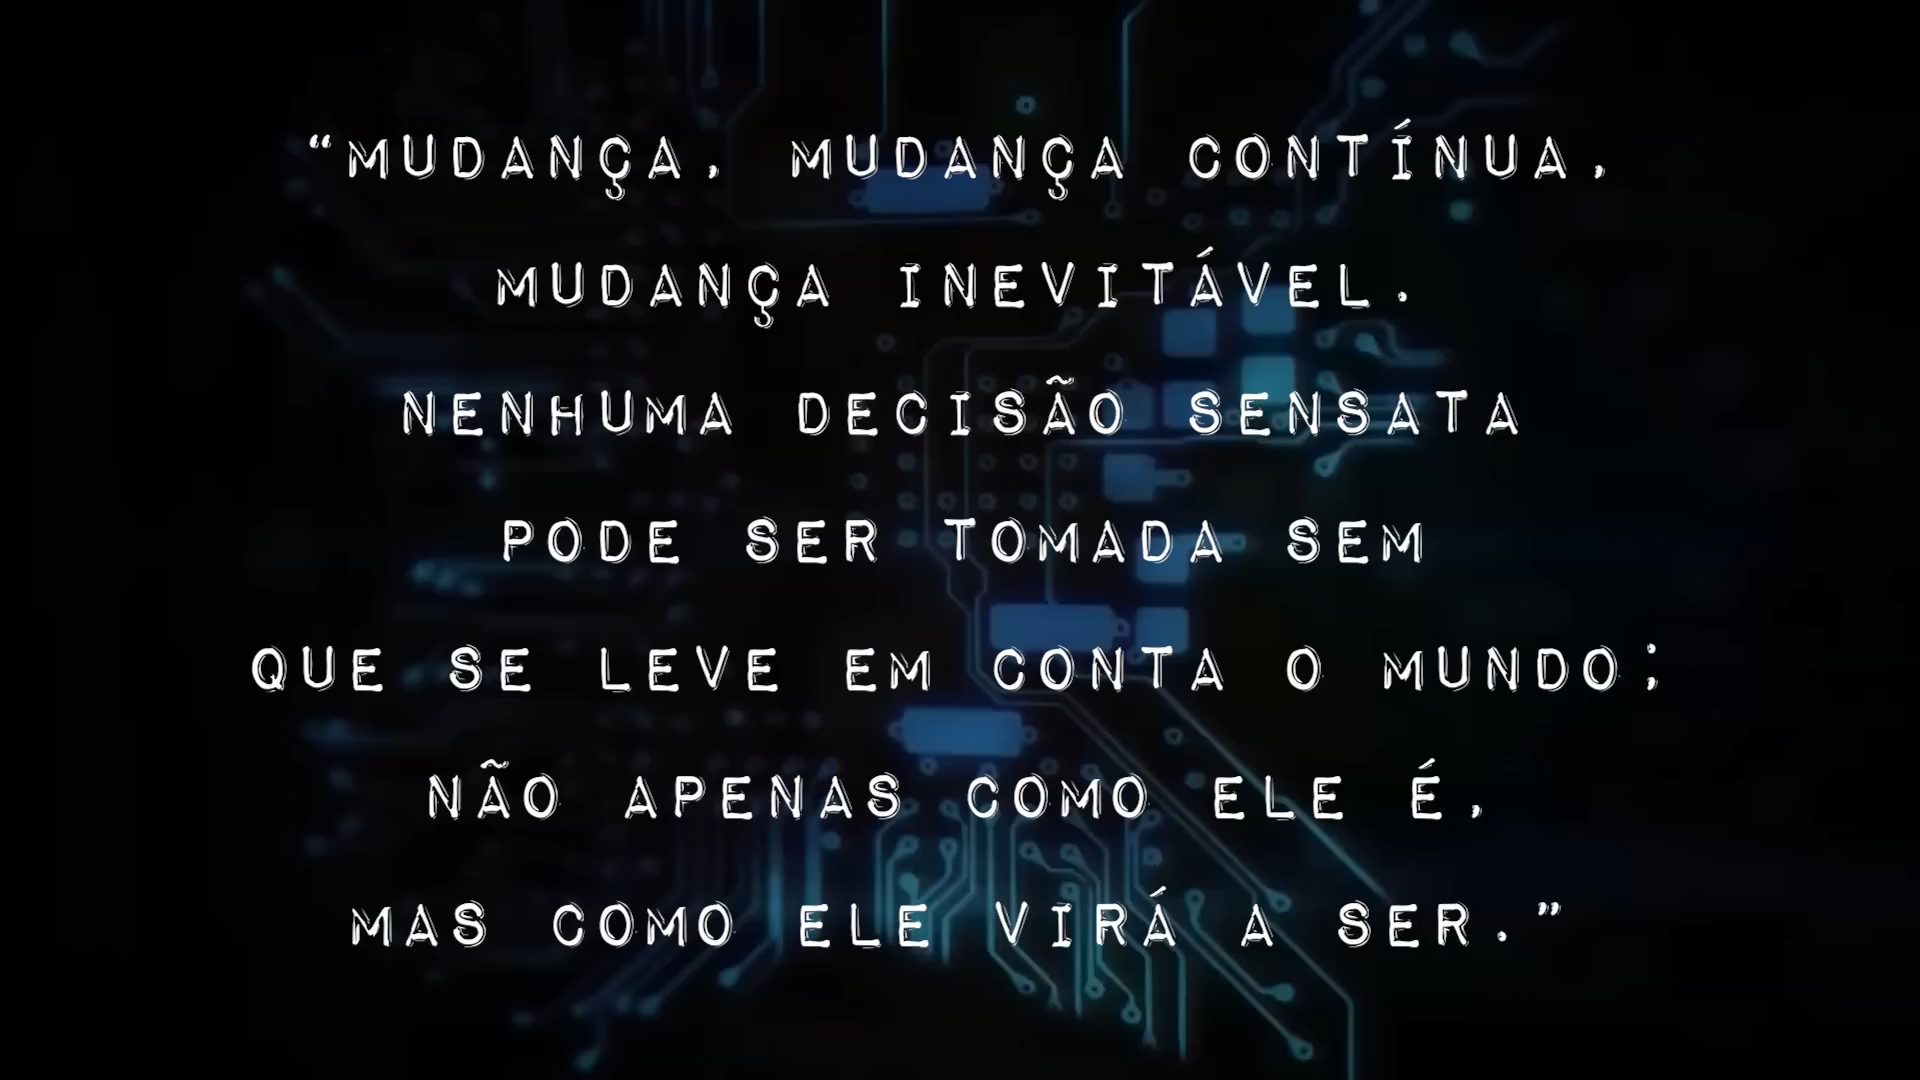 “MUDANÇA, MUDANÇA CONTÍNUA,
MUDANÇA INEVITÁVEL.
NENHUMA DECISÃO SENSATA
PODE SER TOMADA SEM
QUE SE LEVE EM CONTA O MUNDO;
NÃO APENAS COMO ELE É,
MAS COMO ELE VIRÁ A SER.”